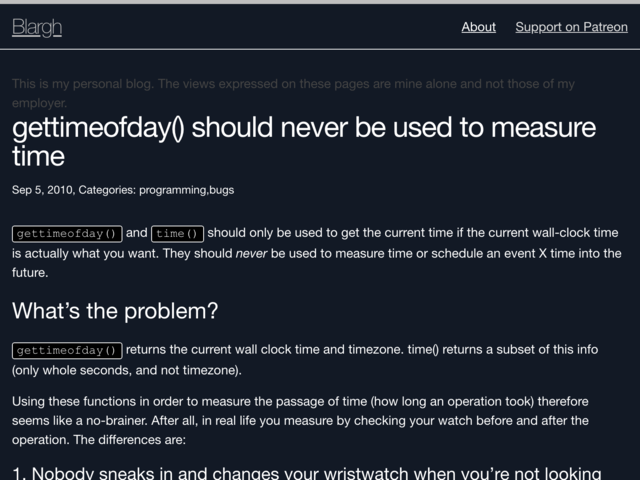 Blargh
About Support on Patreon
This is my personal blog. The views expressed on these pages are mine alone and not those of my
employer.
gettimeofday() should never be used to measure
time
Sep 5, 2010, Categories: programming,bugs
gettimeofday() and time() should only be used to get the current time if the current wall-clock time
is actually what you want. They should never be used to measure time or schedule an event X time into the
future.
What’s the problem?
gettimeofday() returns the current wall clock time and timezone. time() returns a subset of this info
(only whole seconds, and not timezone).
Using these functions in order to measure the passage of time (how long an operation took) therefore
seems like a no-brainer. After all, in real life you measure by checking your watch before and after the
operation. The differences are:
1. Nobody sneaks in and changes your wristwatch when you’re not looking